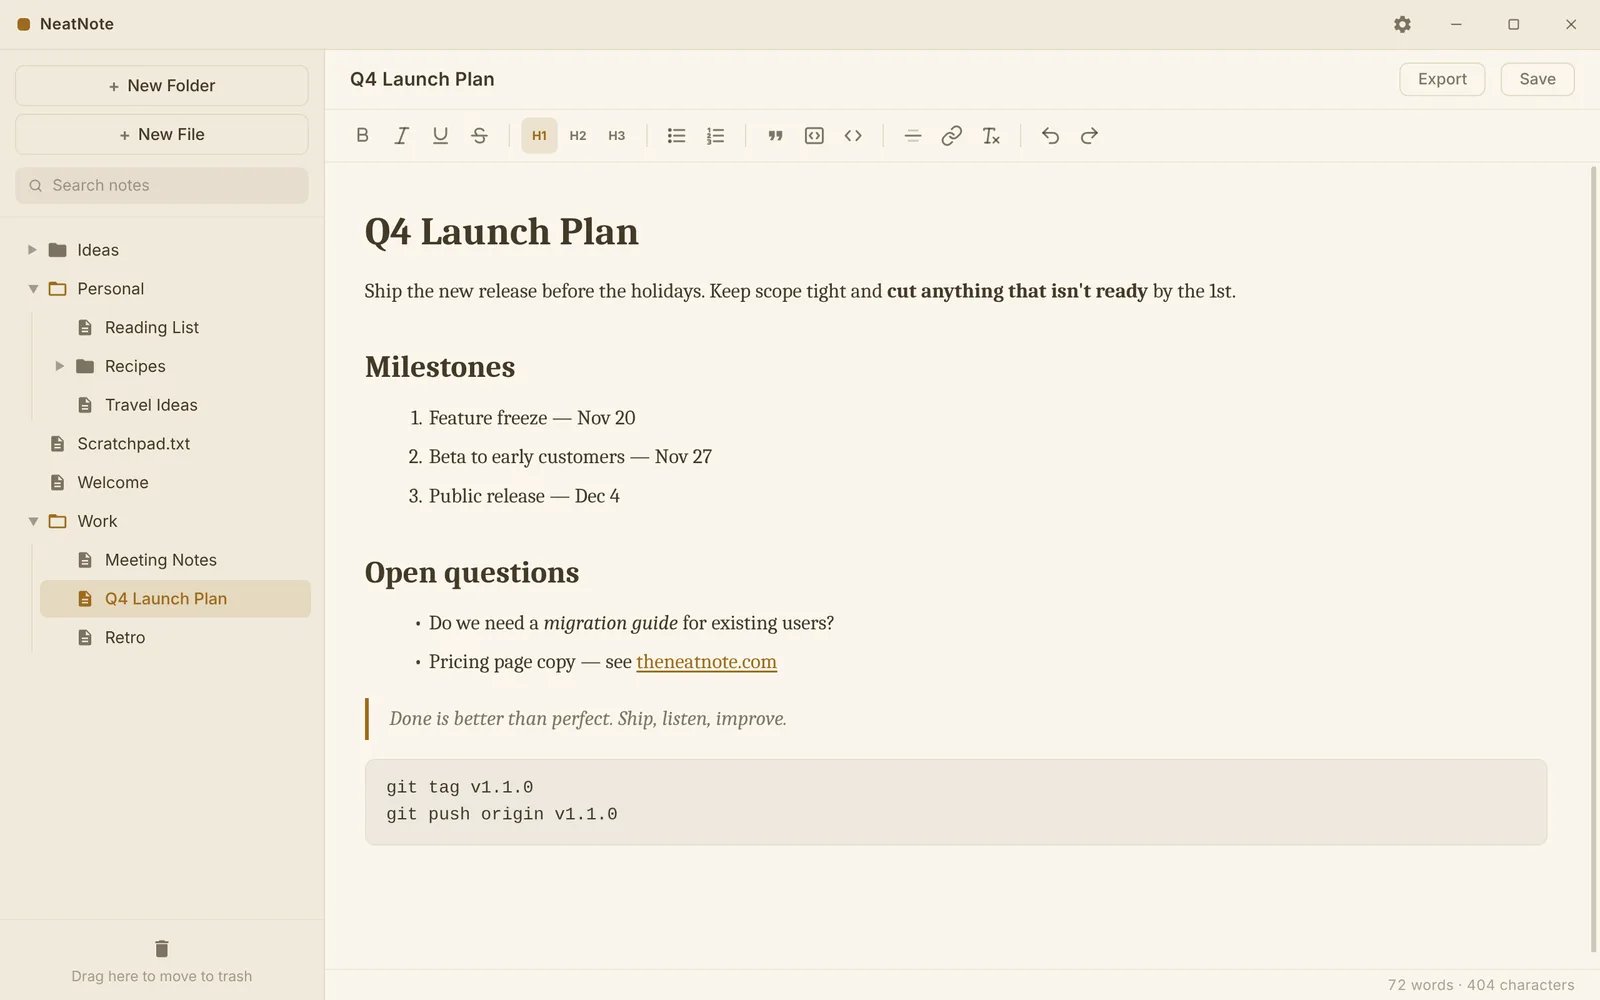 NeatNote
+ New Folder
+ New File
Search notes
Ideas
Personal
Reading List
Recipes
Travel Ideas
Scratchpad.txt
Welcome
Work
Meeting Notes
Q4 Launch Plan
Retro
Drag here to move to trash
Q4 Launch Plan
Export
Save
B I U S H1 H2 H3
Q4 Launch Plan
Ship the new release before the holidays. Keep scope tight and cut anything that isn't ready by the 1st.
Milestones
1. Feature freeze — Nov 20
2. Beta to early customers — Nov 27
3. Public release — Dec 4
Open questions
• Do we need a migration guide for existing users?
• Pricing page copy — see theneatnote.com
Done is better than perfect. Ship, listen, improve.
git tag v1.1.0
git push origin v1.1.0
72 words · 404 characters